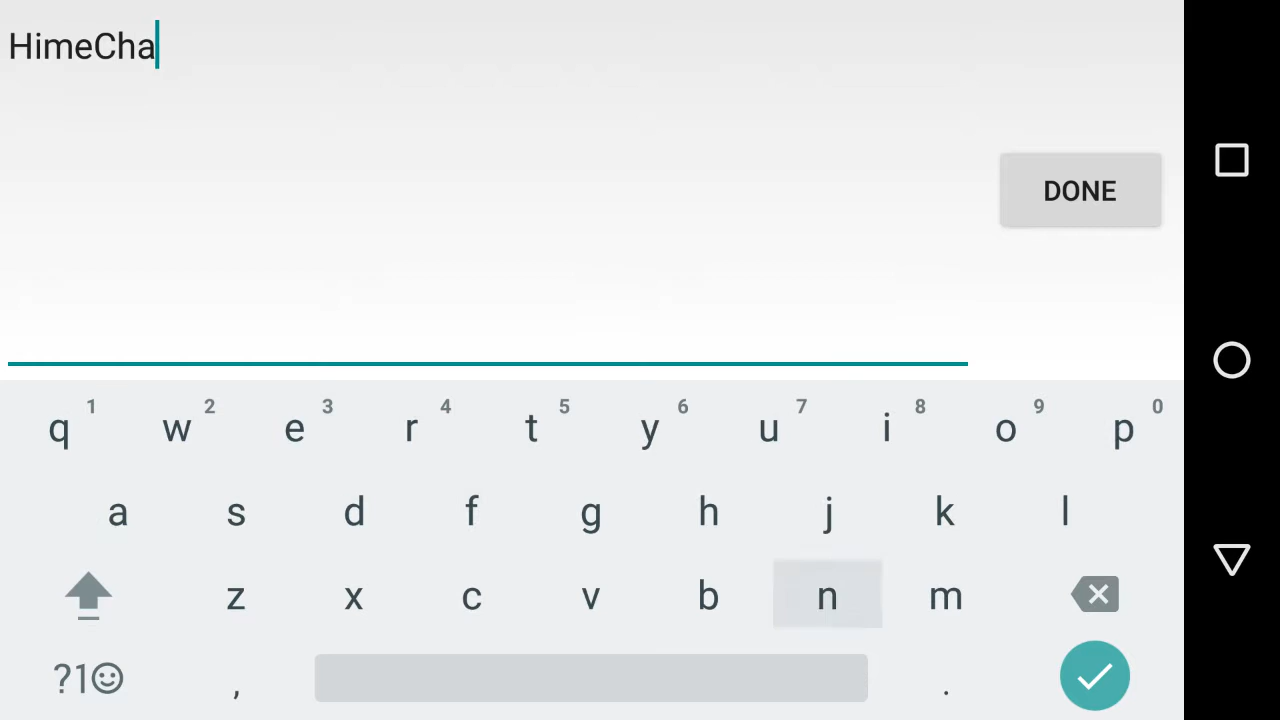 HimeCha
DONE
q 1 w 2 e 3 r 4 t 5 y 6 u 7 i 8 o 9 p 0
a s d f g h j k l
z x c v b n m
?1☺ , .